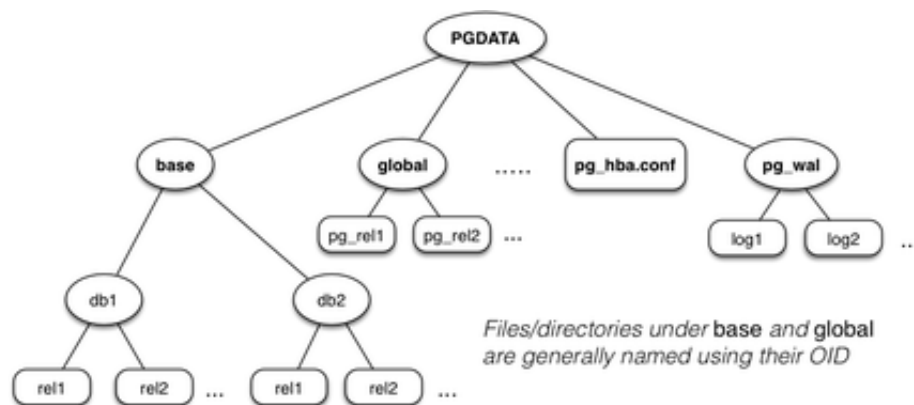 PGDATA
base
global
.....
pg_hba.conf
pg_wal
pg_rel1
pg_rel2
...
log1
log2
..
db1
db2
Files/directories under base and global
are generally named using their OID
rel1
rel2
...
rel1
rel2
...